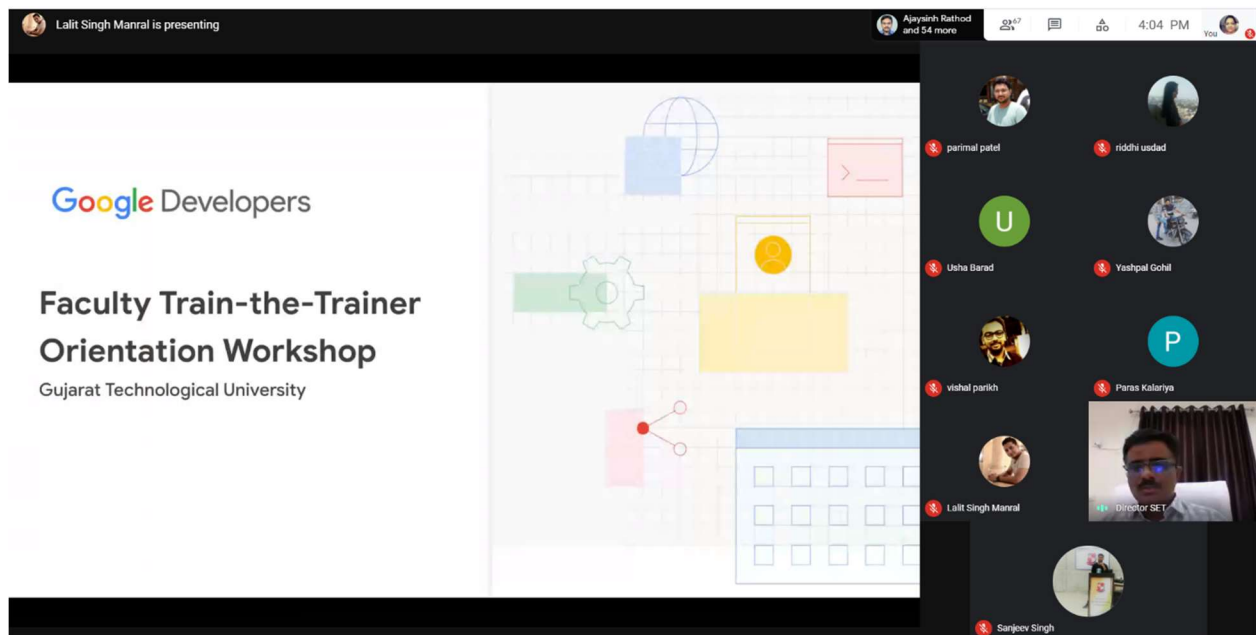 Lalit Singh Manral is presenting
Ajaysinh Rathod
and 54 more
67
4:04 PM
You
Google Developers
Faculty Train-the-Trainer
Orientation Workshop
Gujarat Technological University
parimal patel
riddhi usdad
U
Usha Barad
Yashpal Gohil
vishal parikh
P
Paras Kalariya
Lalit Singh Manral
Director SET
Sanjeev Singh